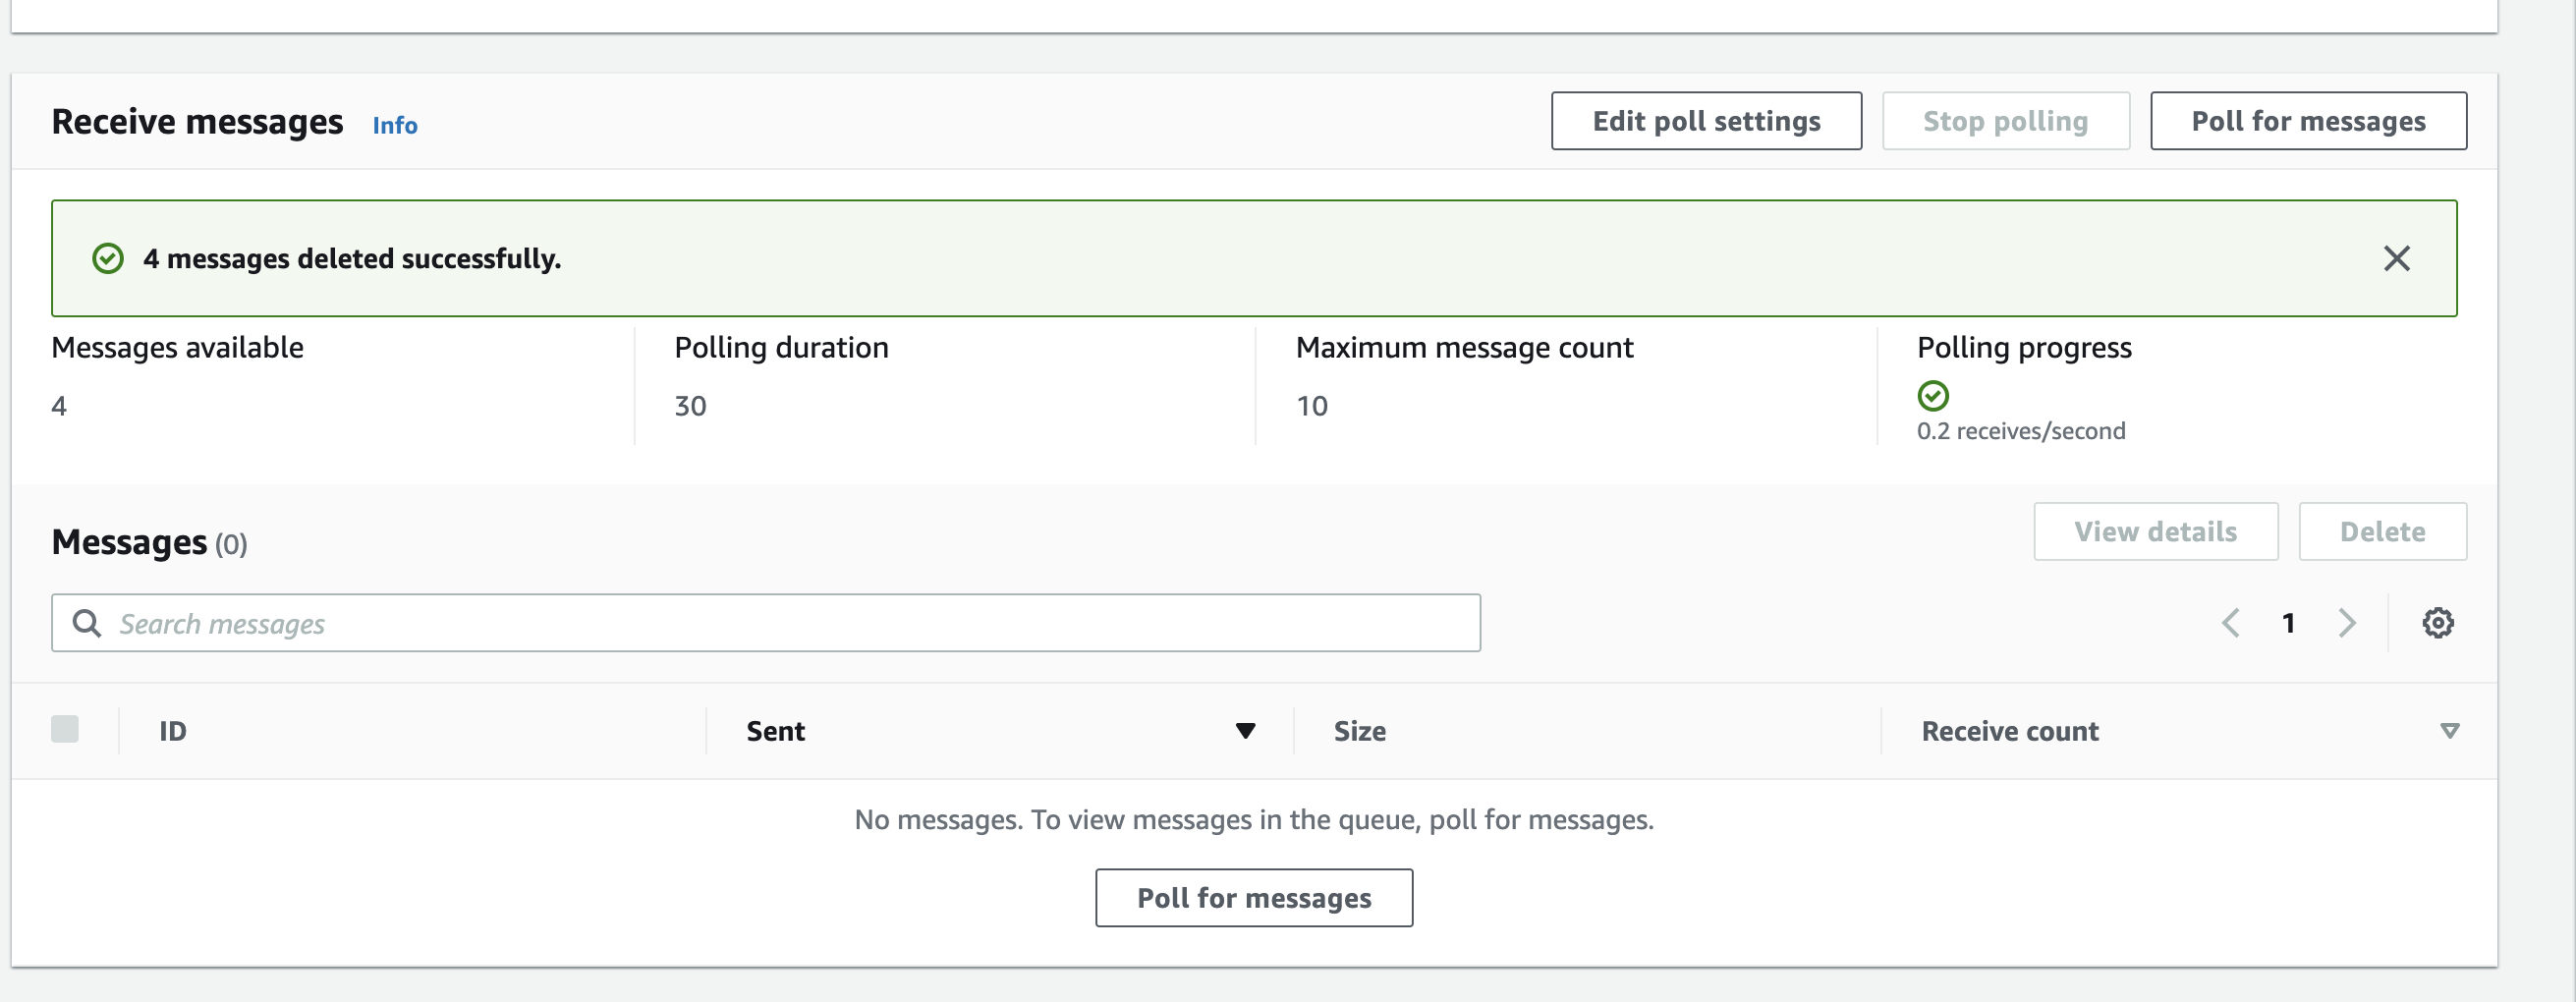 Receive messages Info Edit poll settings Stop polling Poll for messages
4 messages deleted successfully.
Messages available Polling duration Maximum message count Polling progress
4 30 10
0.2 receives/second
Messages (0) View details Delete
Search messages 1
ID Sent Size Receive count
No messages. To view messages in the queue, poll for messages.
Poll for messages